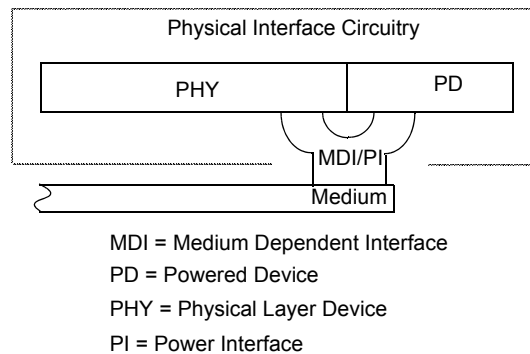 Physical Interface Circuitry
PHY
PD
MDI/PI
Medium
MDI = Medium Dependent Interface
PD = Powered Device
PHY = Physical Layer Device
PI = Power Interface